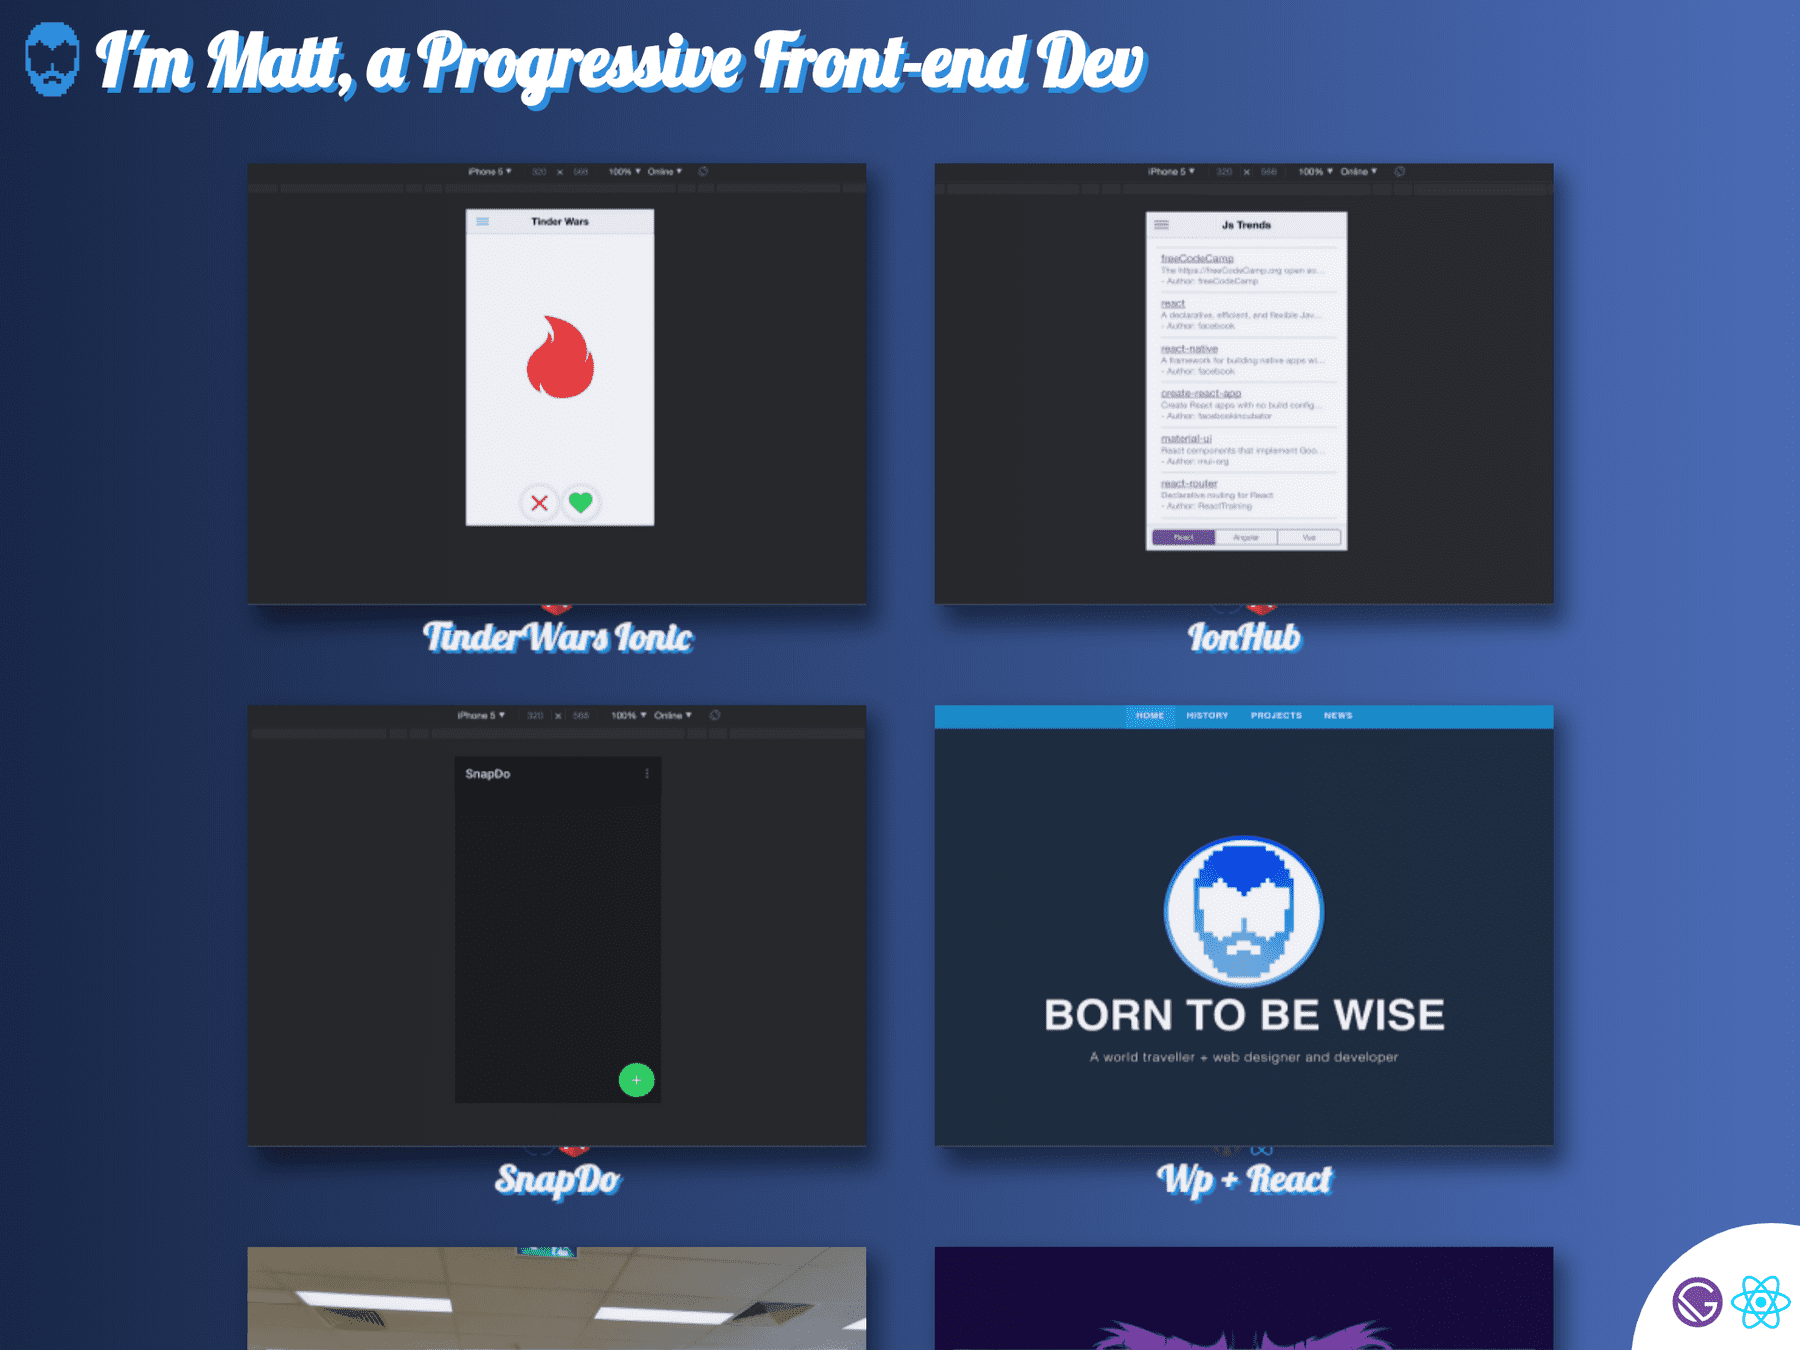 I'm Matt, a Progressive Front-end Dev
iPhone 5 ▾ 320 × 568 100% ▾ Online ▾
Tinder Wars
TinderWars Ionic
iPhone 5 ▾ 320 × 568 100% ▾ Online ▾
Js Trends
freeCodeCamp
The https://freeCodeCamp.org open so...
- Author: freeCodeCamp
react
A declarative, efficient, and flexible Jav...
- Author: facebook
react-native
A framework for building native apps wi...
- Author: facebook
create-react-app
Create React apps with no build config...
- Author: facebookincubator
material-ui
React components that implement Goo...
- Author: mui-org
react-router
Declarative routing for React
- Author: ReactTraining
React Angular Vue
IonHub
iPhone 5 ▾ 320 × 568 100% ▾ Online ▾
SnapDo
SnapDo
HOME HISTORY PROJECTS NEWS
BORN TO BE WISE
A world traveller + web designer and developer
Wp + React